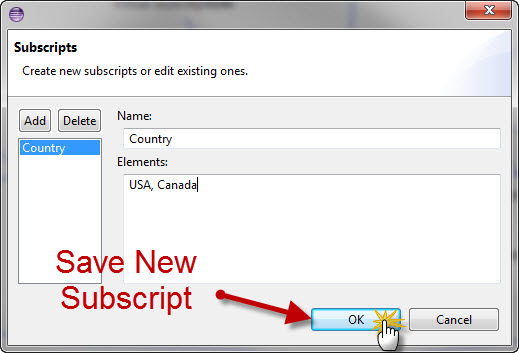 Subscripts
Create new subscripts or edit existing ones.
Add Delete
Country
Name:
Country
Elements:
USA, Canada
Save New
Subscript
OK Cancel